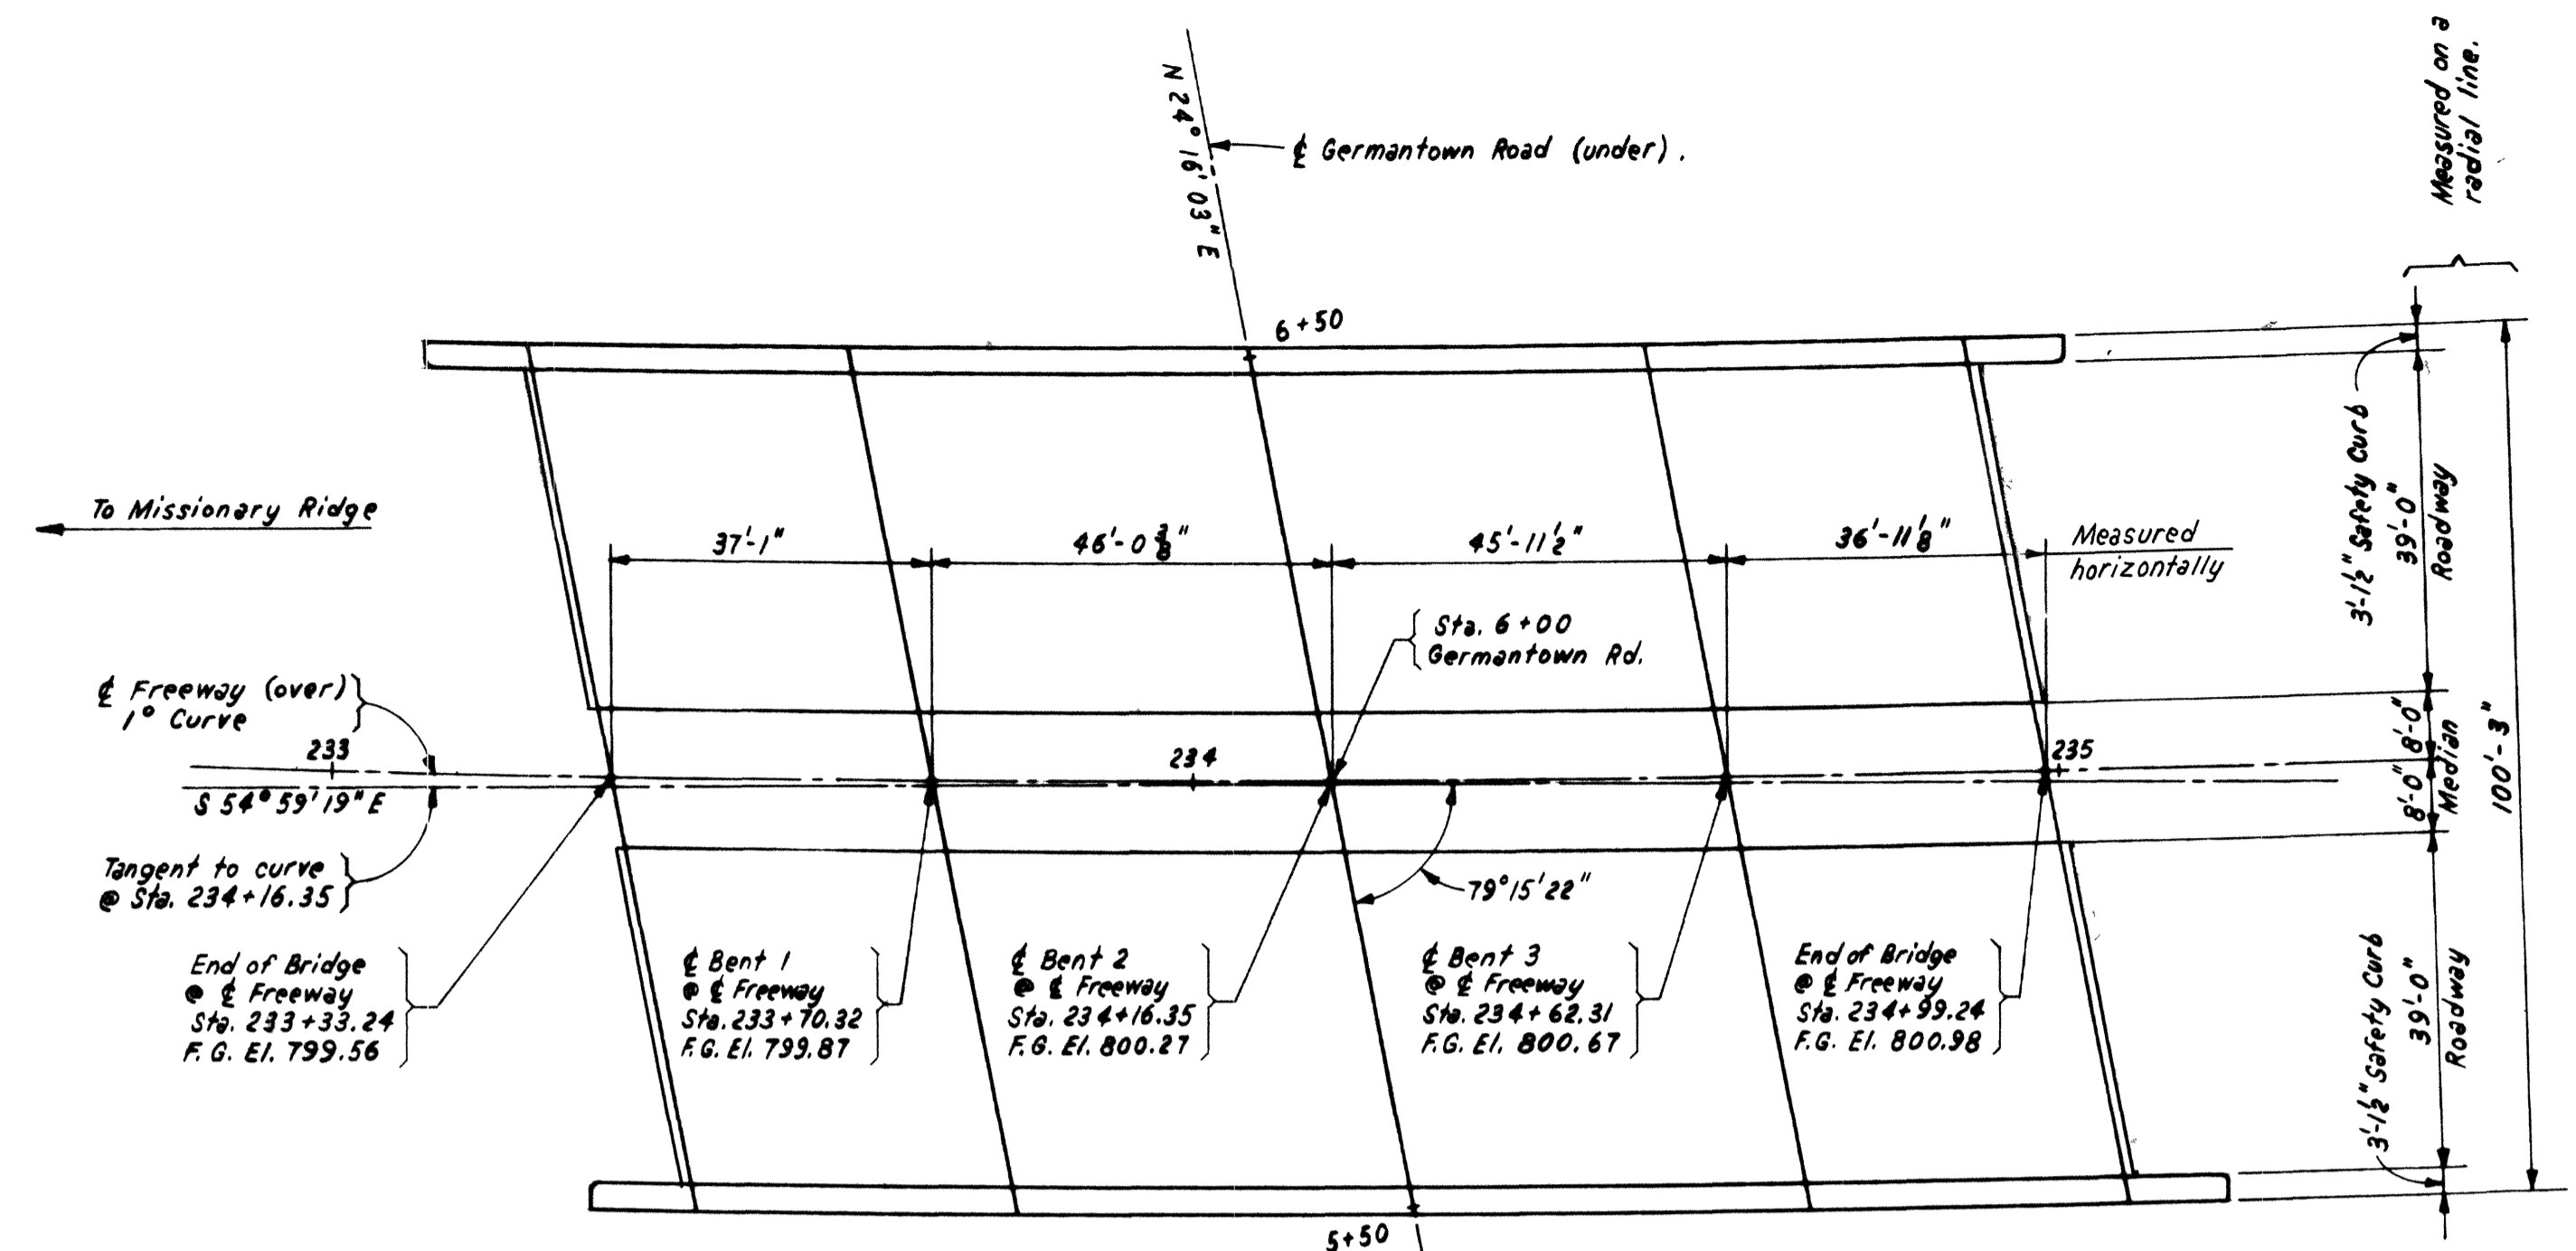 Measured on a
radial line.
N 24° 16' 03" E
℄ Germantown Road (under).
6+50
To Missionary Ridge
37'-1"
46'-0 3/8"
45'-11 1/2"
36'-11 1/8"
Measured
horizontally
3'-1 1/2" Safety Curb
39'-0"
Roadway
Sta. 6+00
Germantown Rd.
℄ Freeway (over)
1° Curve
233
234
235
8'-0"
8'-0"
Median
100'-3"
S 54° 59' 19" E
Tangent to curve
@ Sta. 234+16.35
79° 15' 22"
End of Bridge
@ ℄ Freeway
Sta. 233+33.24
F.G. El. 799.56
℄ Bent 1
@ ℄ Freeway
Sta. 233+70.32
F.G. El. 799.87
℄ Bent 2
@ ℄ Freeway
Sta. 234+16.35
F.G. El. 800.27
℄ Bent 3
@ ℄ Freeway
Sta. 234+62.31
F.G. El. 800.67
End of Bridge
@ ℄ Freeway
Sta. 234+99.24
F.G. El. 800.98
3'-1 1/2" Safety Curb
39'-0"
Roadway
5+50